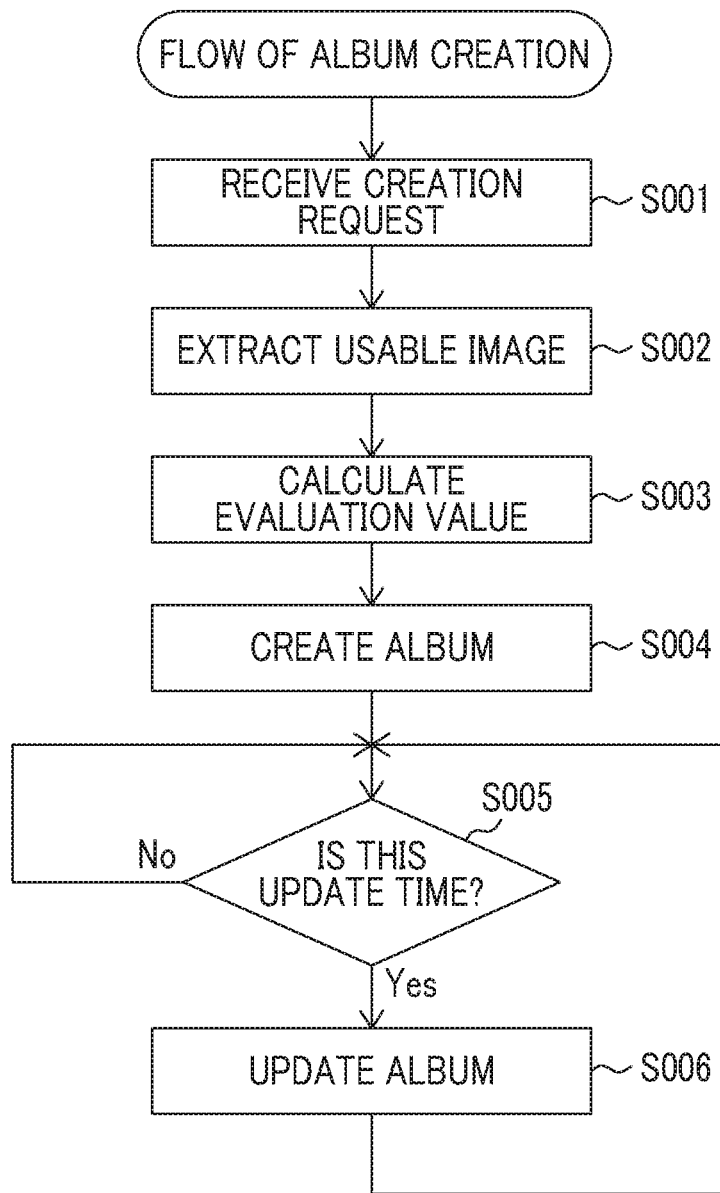 FLOW OF ALBUM CREATION
RECEIVE CREATION
REQUEST
S001
EXTRACT USABLE IMAGE
S002
CALCULATE
EVALUATION VALUE
S003
CREATE ALBUM
S004
S005
No
IS THIS
UPDATE TIME?
Yes
UPDATE ALBUM
S006